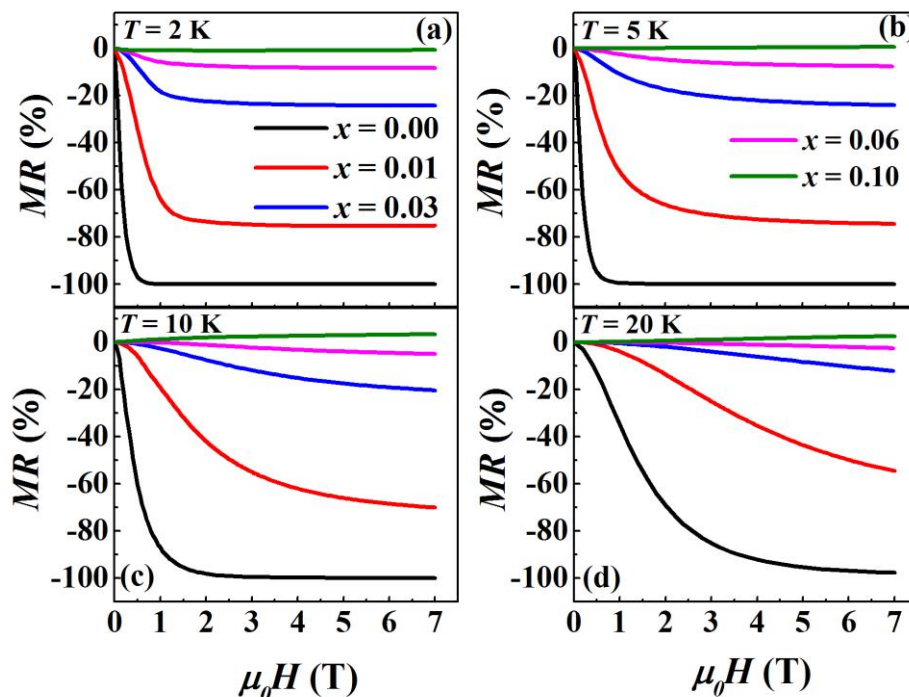 T = 2 K
(a)
0
-20
-40
-60
-80
-100
MR (%)
x = 0.00
x = 0.01
x = 0.03
T = 5 K
(b)
0
-20
-40
-60
-80
-100
MR (%)
x = 0.06
x = 0.10
T = 10 K
(c)
0
-20
-40
-60
-80
-100
MR (%)
0 1 2 3 4 5 6 7
μ₀H (T)
T = 20 K
(d)
0
-20
-40
-60
-80
-100
MR (%)
0 1 2 3 4 5 6 7
μ₀H (T)